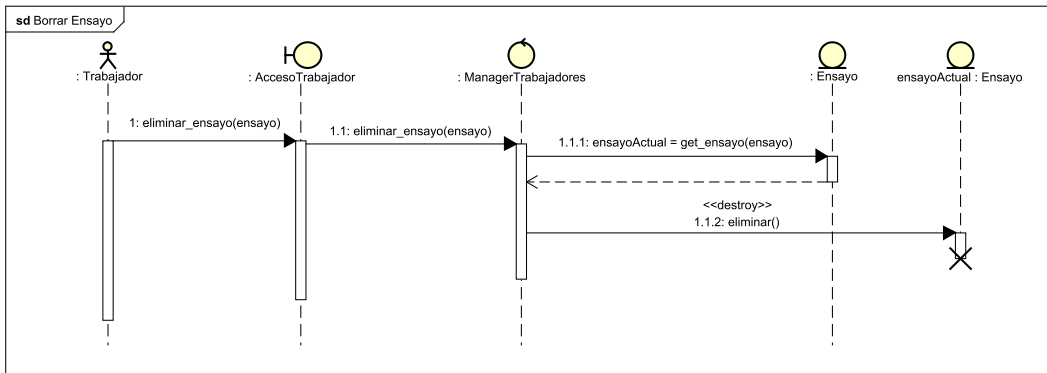 sd Borrar Ensayo
: Trabajador
: AccesoTrabajador
: ManagerTrabajadores
: Ensayo
ensayoActual : Ensayo
1: eliminar_ensayo(ensayo)
1.1: eliminar_ensayo(ensayo)
1.1.1: ensayoActual = get_ensayo(ensayo)
<<destroy>>
1.1.2: eliminar()